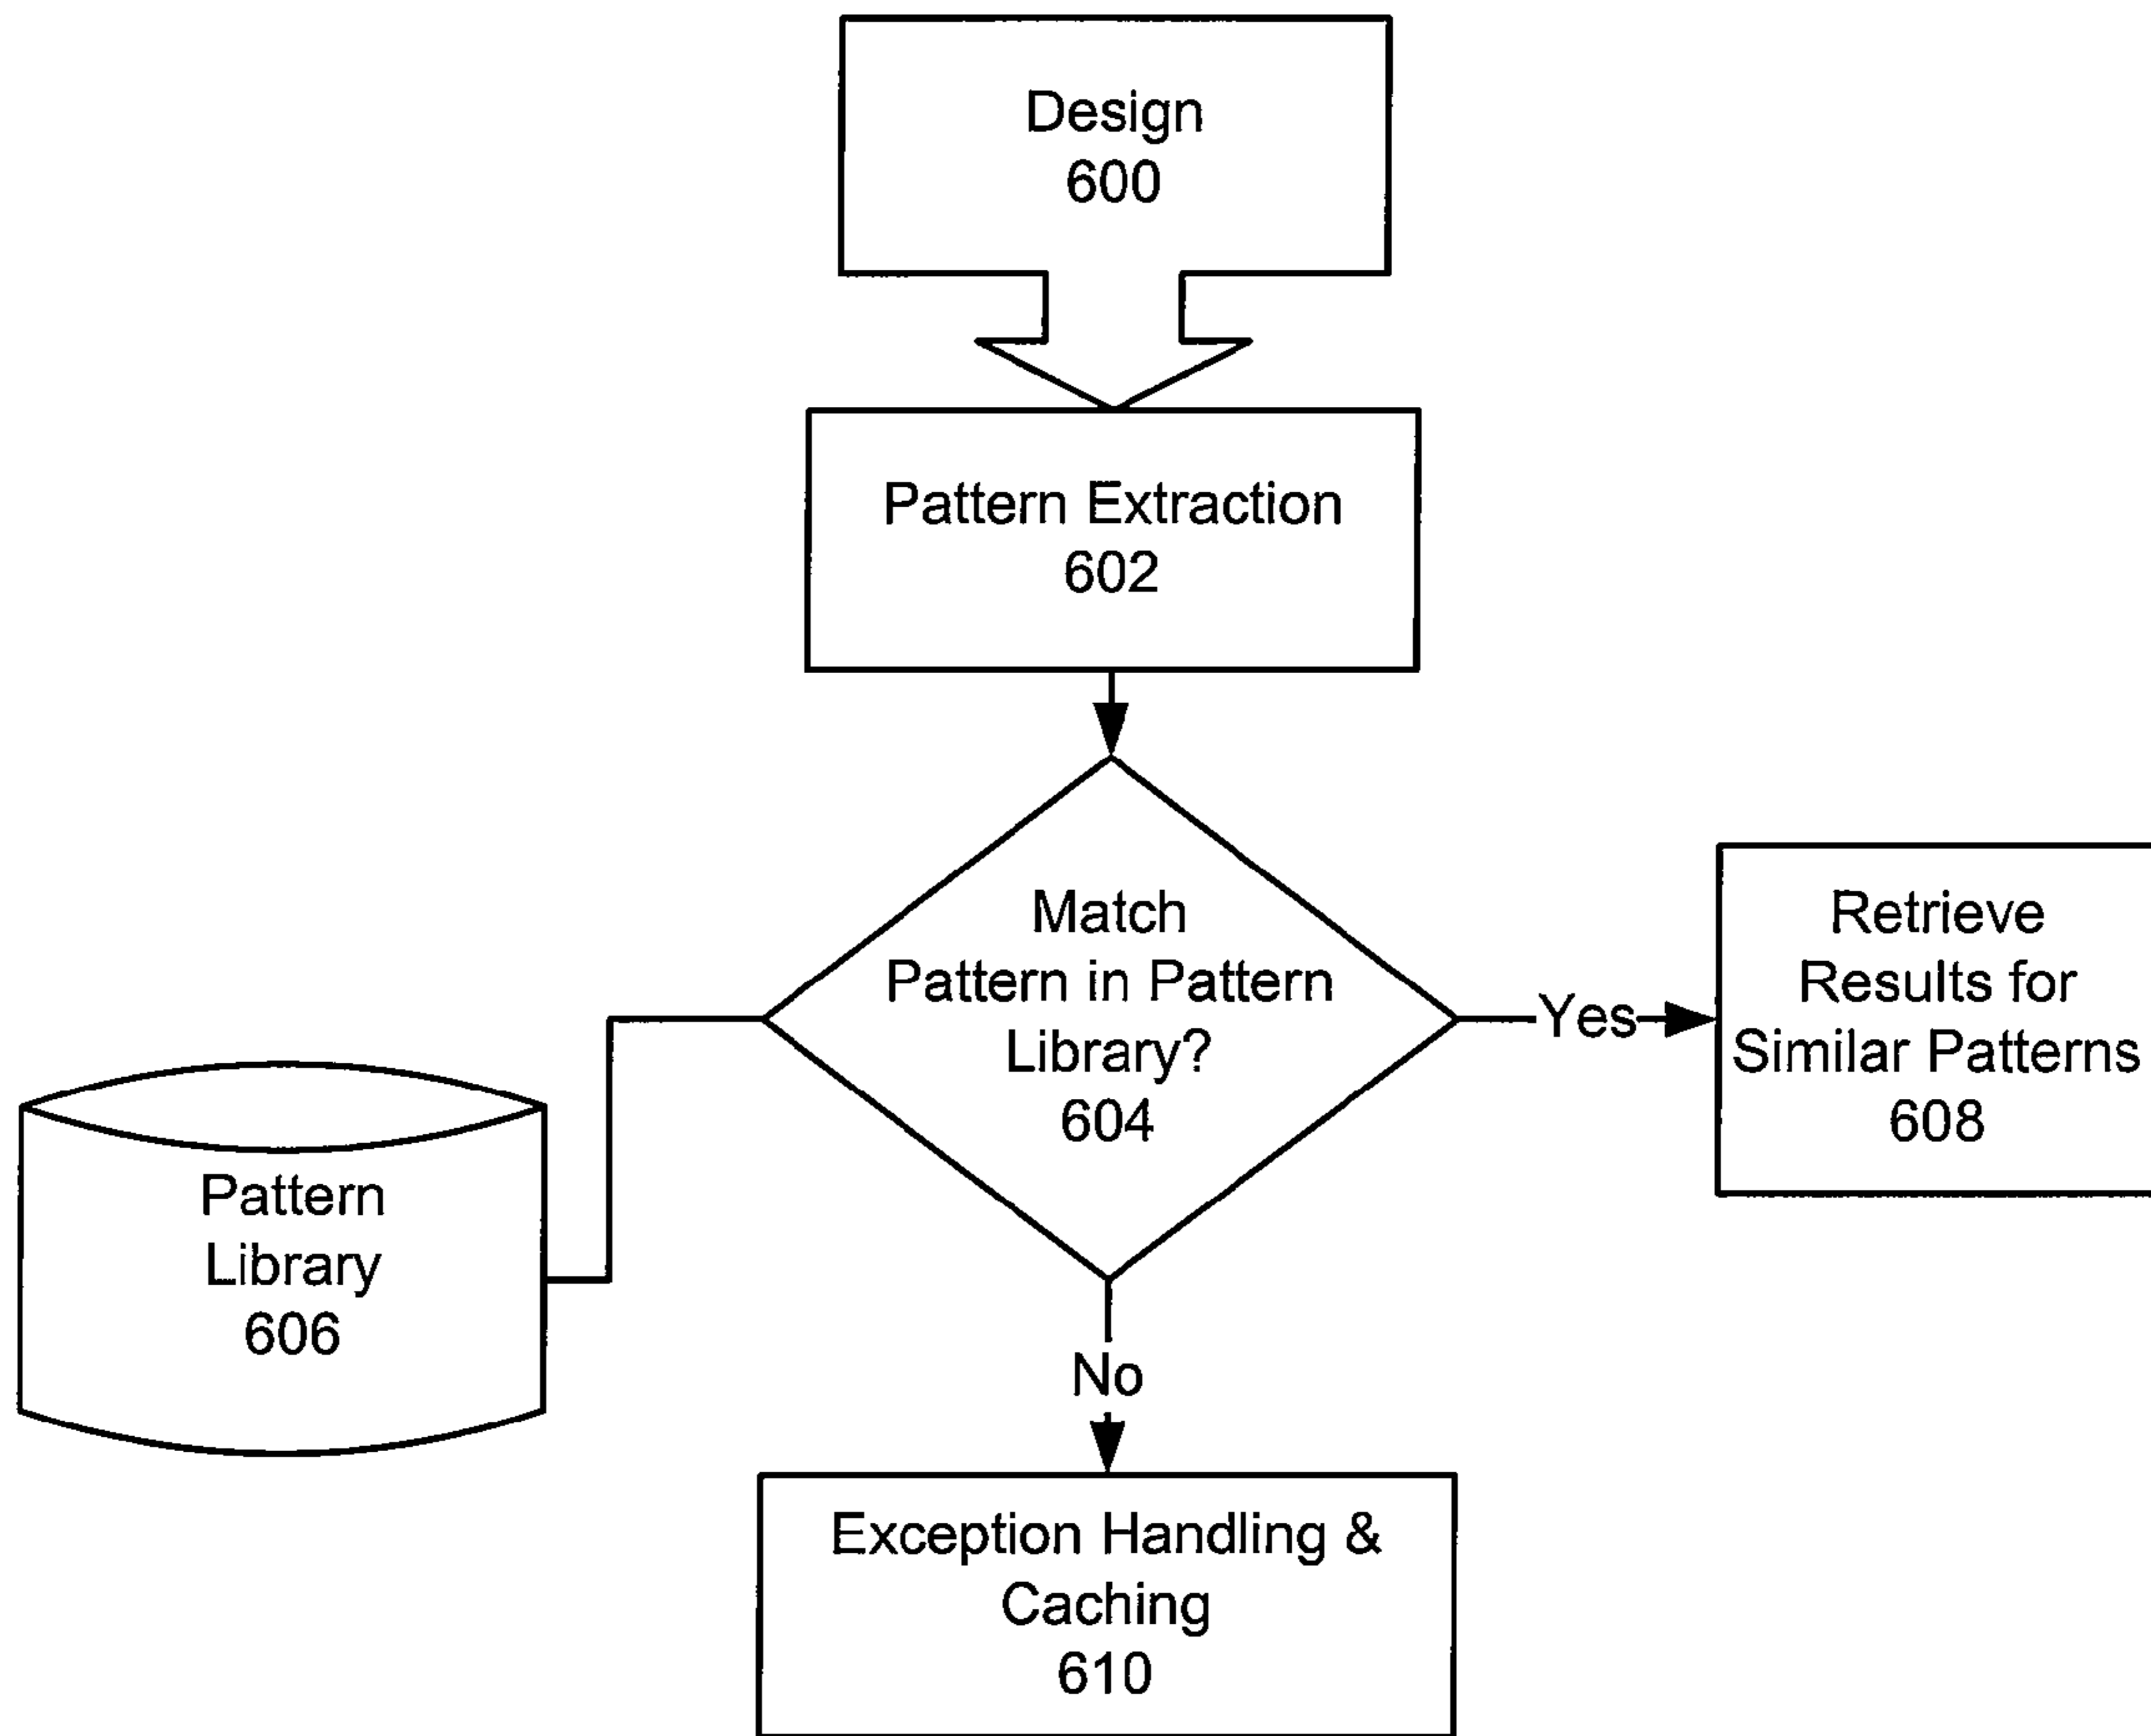 Design
600
Pattern Extraction
602
Match
Pattern in Pattern
Library?
604
Yes
Retrieve
Results for
Similar Patterns
608
Pattern
Library
606
No
Exception Handling &
Caching
610